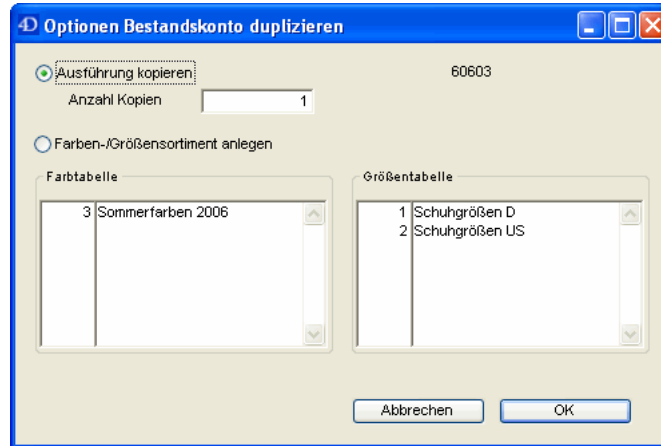 4D Optionen Bestandskonto duplizieren
Ausführung kopieren 60603
Anzahl Kopien 1
Farben-/Größensortiment anlegen
Farbtabelle Größentabelle
3 Sommerfarben 2006 1 Schuhgrößen D
2 Schuhgrößen US
Abbrechen OK